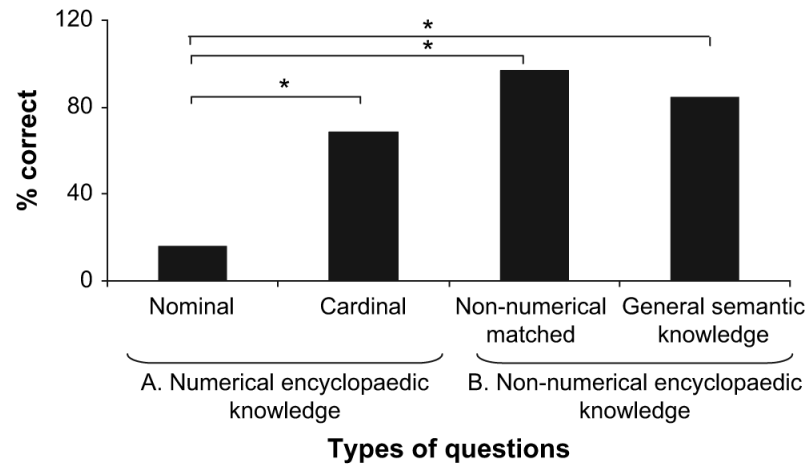 120
80
40
0
% correct
*
*
*
Nominal
Cardinal
Non-numerical
matched
General semantic
knowledge
A. Numerical encyclopaedic
knowledge
B. Non-numerical encyclopaedic
knowledge
Types of questions